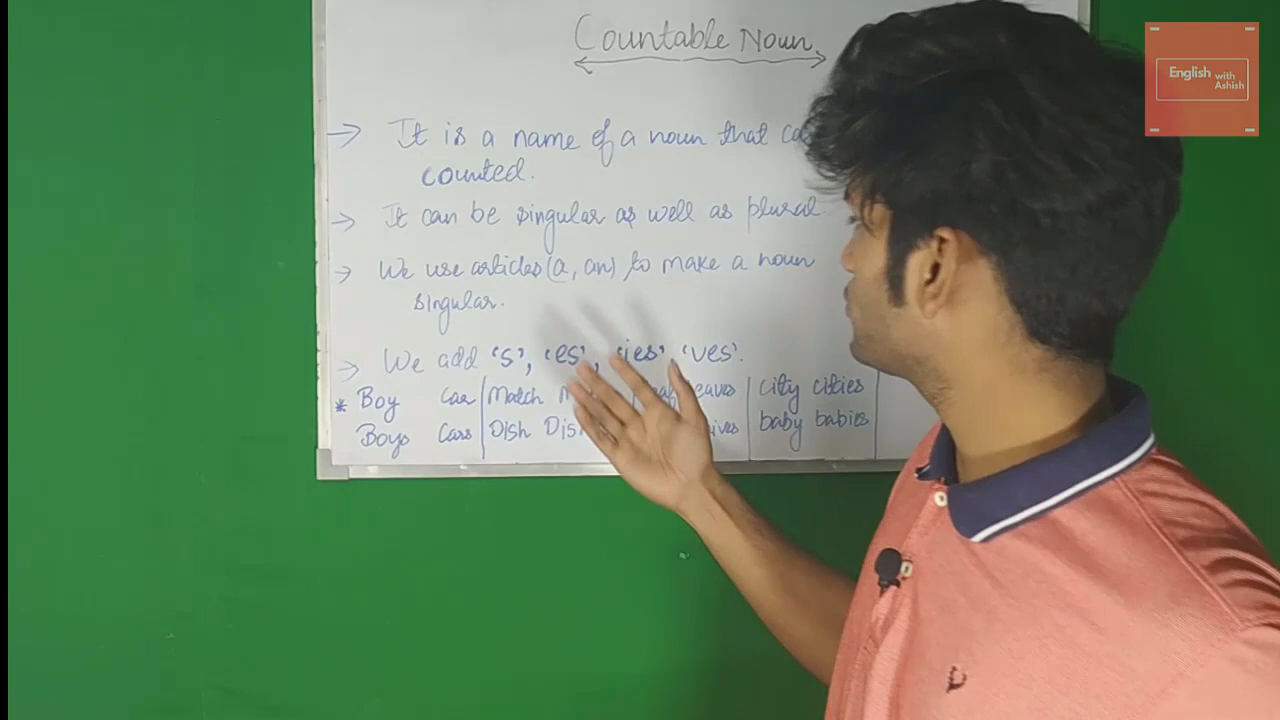 Countable Noun
English with Ashish
→ It is a name of a noun that
counted.
→ It can be singular as well as plural
→ We use articles (a, an) to make a noun
singular.
→ We add 's', 'es', 'ies', 'ves'.
* Boy Car Match city cities
Boys Cars Dish baby babies